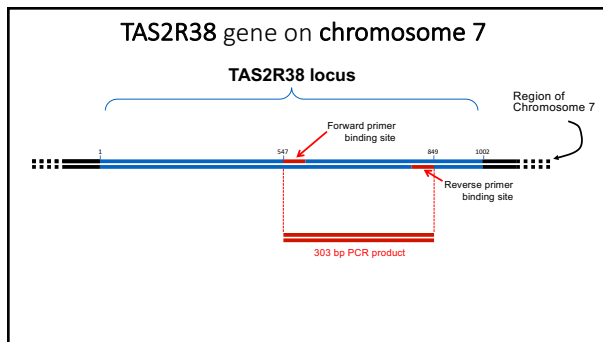 TAS2R38 gene on chromosome 7
TAS2R38 locus
Region of
Chromosome 7
Forward primer
binding site
1
547
849
1002
Reverse primer
binding site
303 bp PCR product